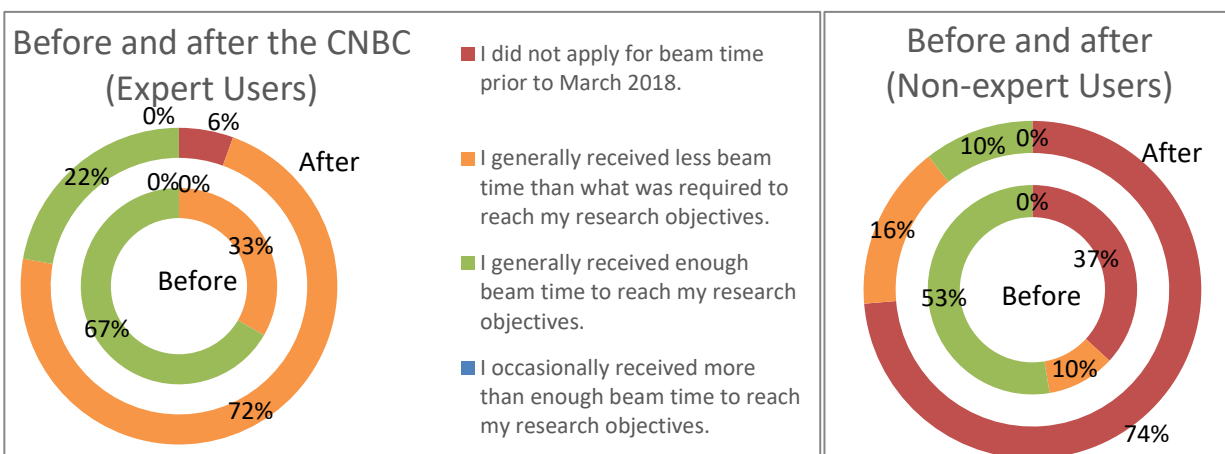 Before and after the CNBC
(Expert Users)
0%
6%
After
22%
0%
0%
33%
Before
67%
72%
I did not apply for beam time
prior to March 2018.
I generally received less beam
time than what was required to
reach my research objectives.
I generally received enough
beam time to reach my research
objectives.
I occasionally received more
than enough beam time to reach
my research objectives.
Before and after
(Non-expert Users)
10%
0%
After
16%
0%
37%
53%
Before
10%
74%